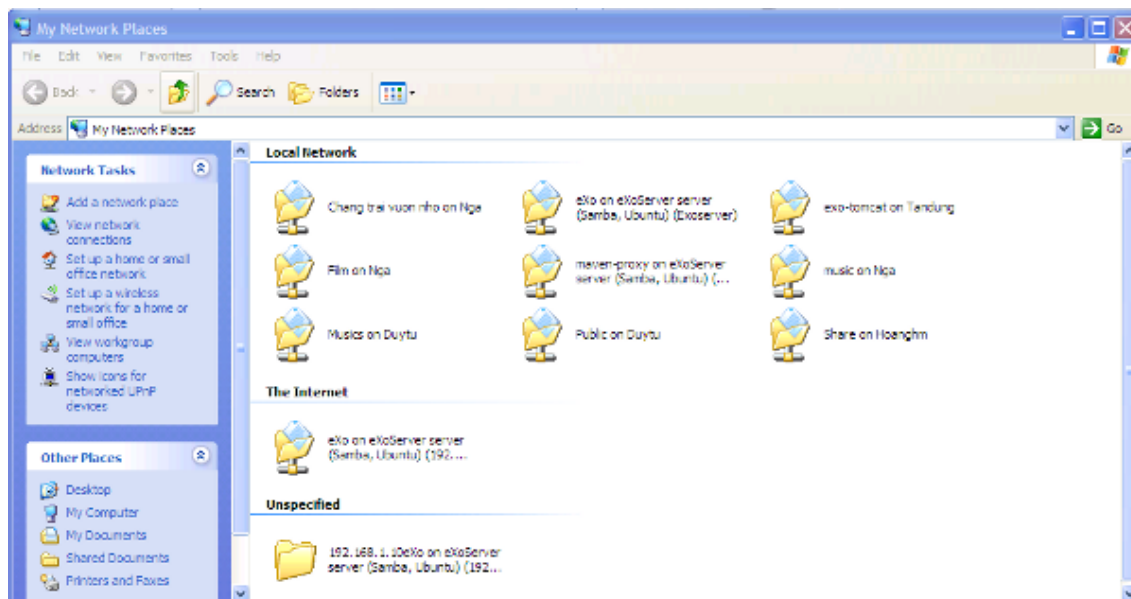 My Network Places
File Edit View Favorites Tools Help
Back Search Folders
Address My Network Places Go
Network Tasks
Add a network place
View network
connections
Set up a home or small
office network
Set up a wireless
network for a home or
small office
View workgroup
computers
Show icons for
networked UPnP
devices
Other Places
Desktop
My Computer
My Documents
Shared Documents
Printers and Faxes
Local Network
Chang trai vuon nho on Nga
eXo on eXoServer server
(Samba, Ubuntu) (Exoserver)
exo-tomcat on Tandung
Film on Nga
maven-proxy on eXoServer
server (Samba, Ubuntu) (...
music on Nga
Musics on Duytu
Public on Duytu
Share on Hoanghm
The Internet
eXo on eXoServer server
(Samba, Ubuntu) (192....
Unspecified
192.168.1.10eXo on eXoServer
server (Samba, Ubuntu) (192...